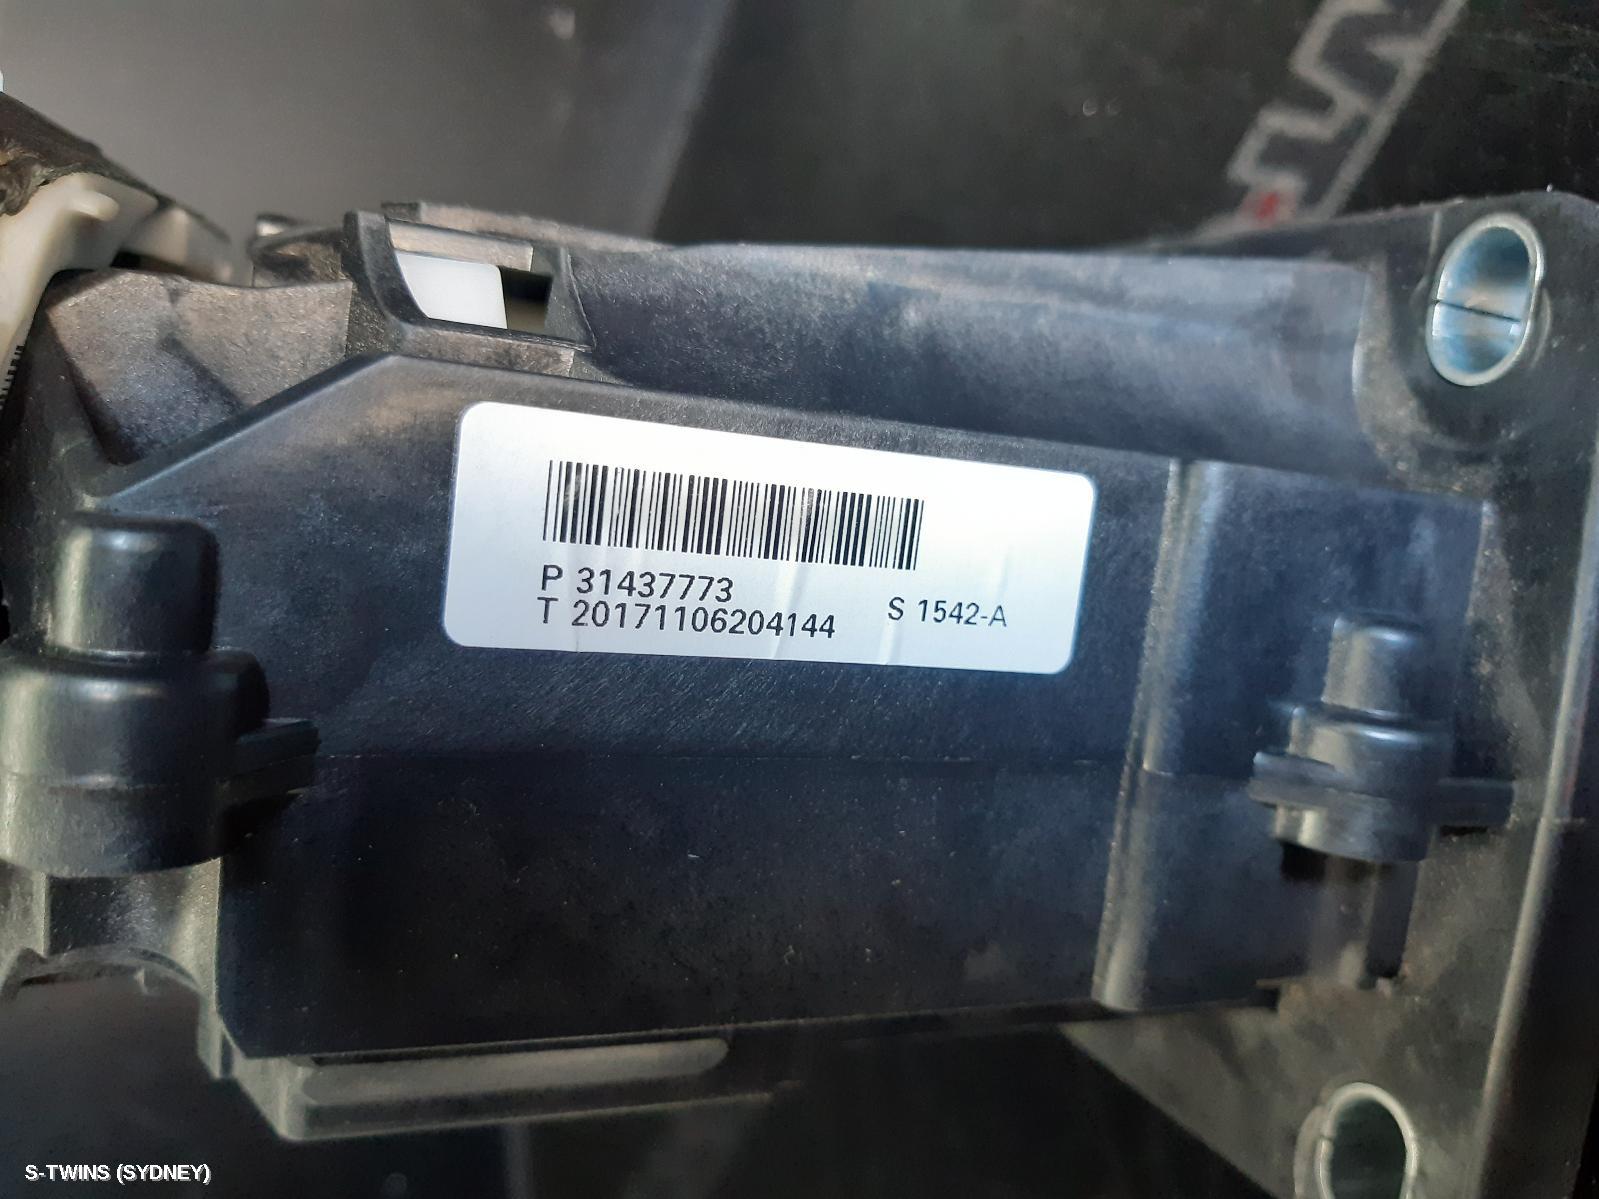 P 31437773
T 20171106204144
S 1542-A
S-TWINS (SYDNEY)